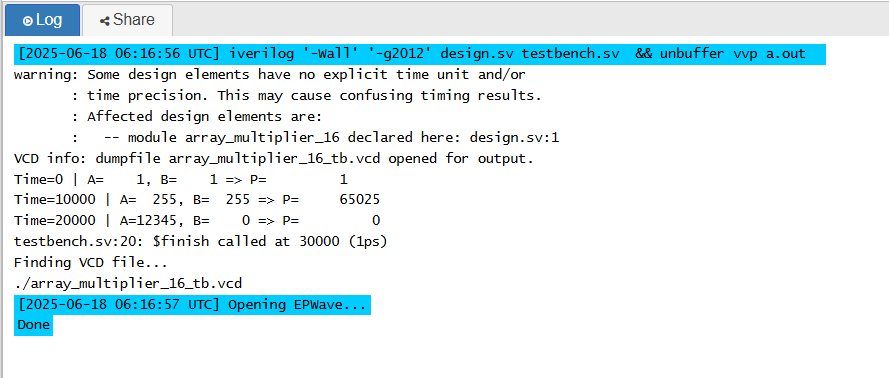 Log Share
[2025-06-18 06:16:56 UTC] iverilog '-Wall' '-g2012' design.sv testbench.sv  && unbuffer vvp a.out
warning: Some design elements have no explicit time unit and/or
       : time precision. This may cause confusing timing results.
       : Affected design elements are:
       :   -- module array_multiplier_16 declared here: design.sv:1
VCD info: dumpfile array_multiplier_16_tb.vcd opened for output.
Time=0 | A=    1, B=    1 => P=         1
Time=10000 | A=  255, B=  255 => P=     65025
Time=20000 | A=12345, B=    0 => P=         0
testbench.sv:20: $finish called at 30000 (1ps)
Finding VCD file...
./array_multiplier_16_tb.vcd
[2025-06-18 06:16:57 UTC] Opening EPWave...
Done